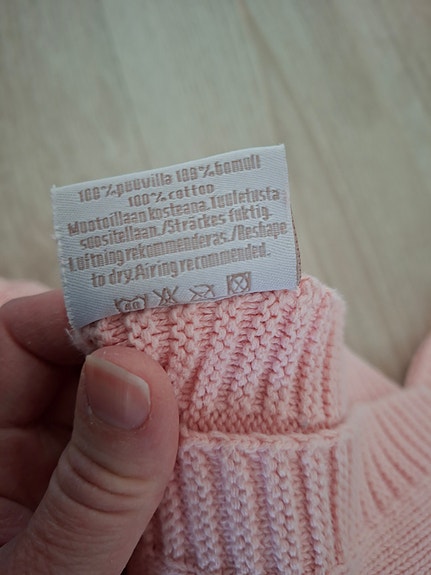 100% puuvilla 100% bomull
100% cotton
Muotoillaan kosteana. Tuuletusta
suositellaan./Sträckes fuktig.
Luftning rekommenderas./Reshape
to dry. Airing recommended.
40